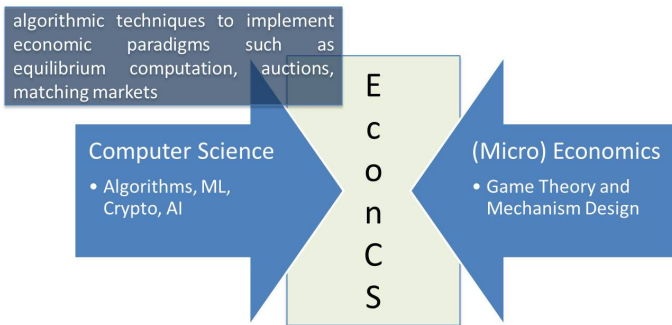 algorithmic techniques to implement
economic paradigms such as
equilibrium computation, auctions,
matching markets
Computer Science
• Algorithms, ML,
Crypto, AI
E
c
o
n
C
S
(Micro) Economics
• Game Theory and
Mechanism Design